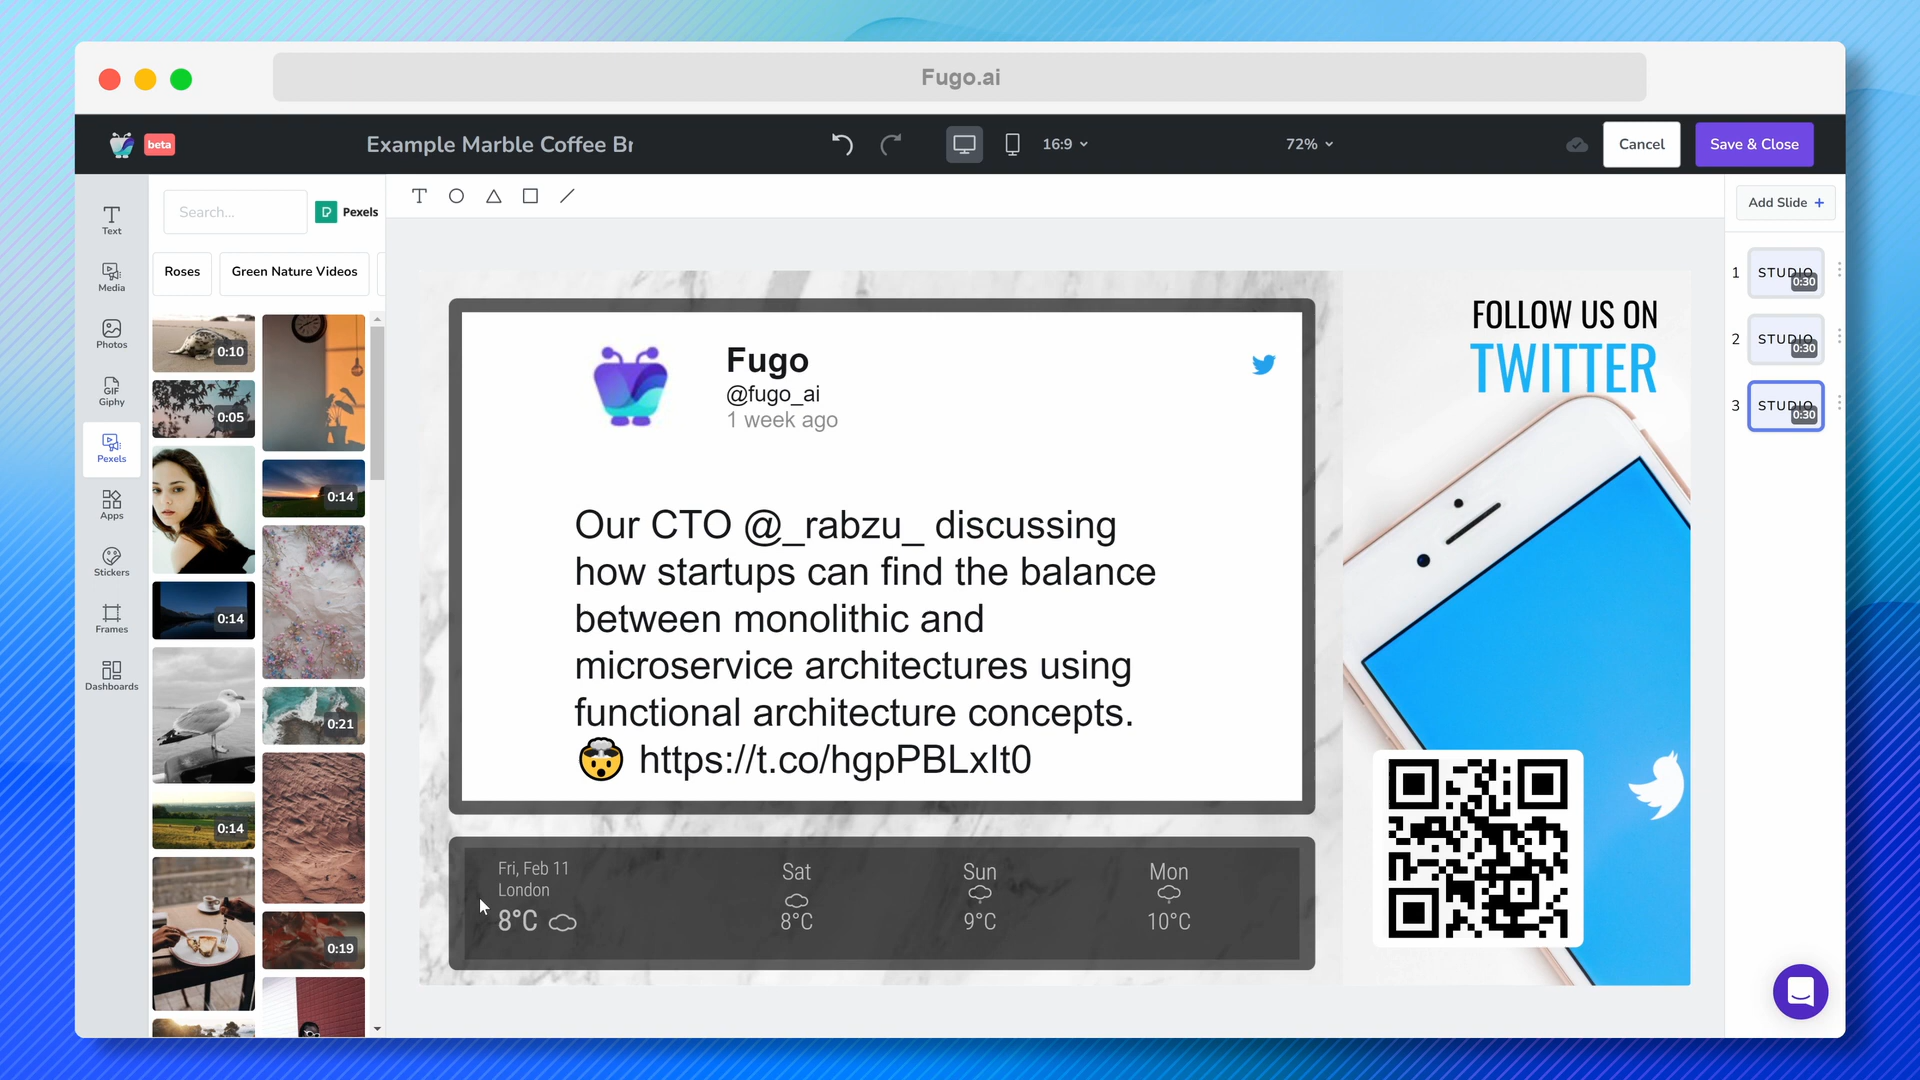 Fugo.ai
beta
Example Marble Coffee Br
16:9
72%
Cancel
Save & Close
Text
Media
Photos
GIF
Giphy
Pexels
Apps
Stickers
Frames
Dashboards
Search...
Pexels
Roses
Green Nature Videos
0:10
0:05
0:14
0:14
0:21
0:14
0:19
Fugo
@fugo_ai
1 week ago
Our CTO @_rabzu_ discussing
how startups can find the balance
between monolithic and
microservice architectures using
functional architecture concepts.
🤯 https://t.co/hgpPBLxIt0
Fri, Feb 11
London
8°C
Sat
8°C
Sun
9°C
Mon
10°C
FOLLOW US ON
TWITTER
Add Slide +
1
STUDIO
0:30
2
STUDIO
0:30
3
STUDIO
0:30